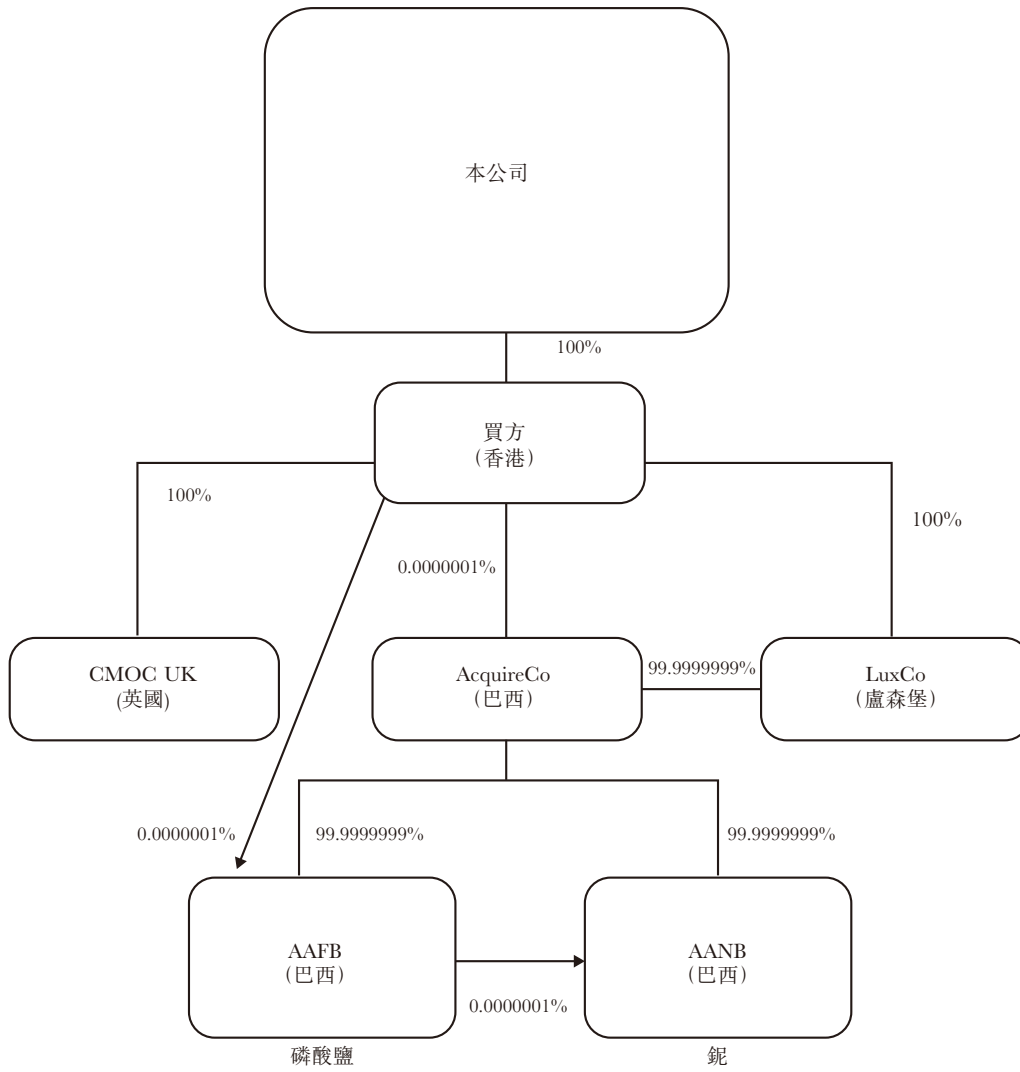 本公司
100%
買方
(香港)
100%
100%
0.0000001%
CMOC UK
(英國)
AcquireCo
(巴西)
99.9999999%
LuxCo
(盧森堡)
0.0000001%
99.9999999%
99.9999999%
AAFB
(巴西)
AANB
(巴西)
0.0000001%
磷酸鹽
鈮